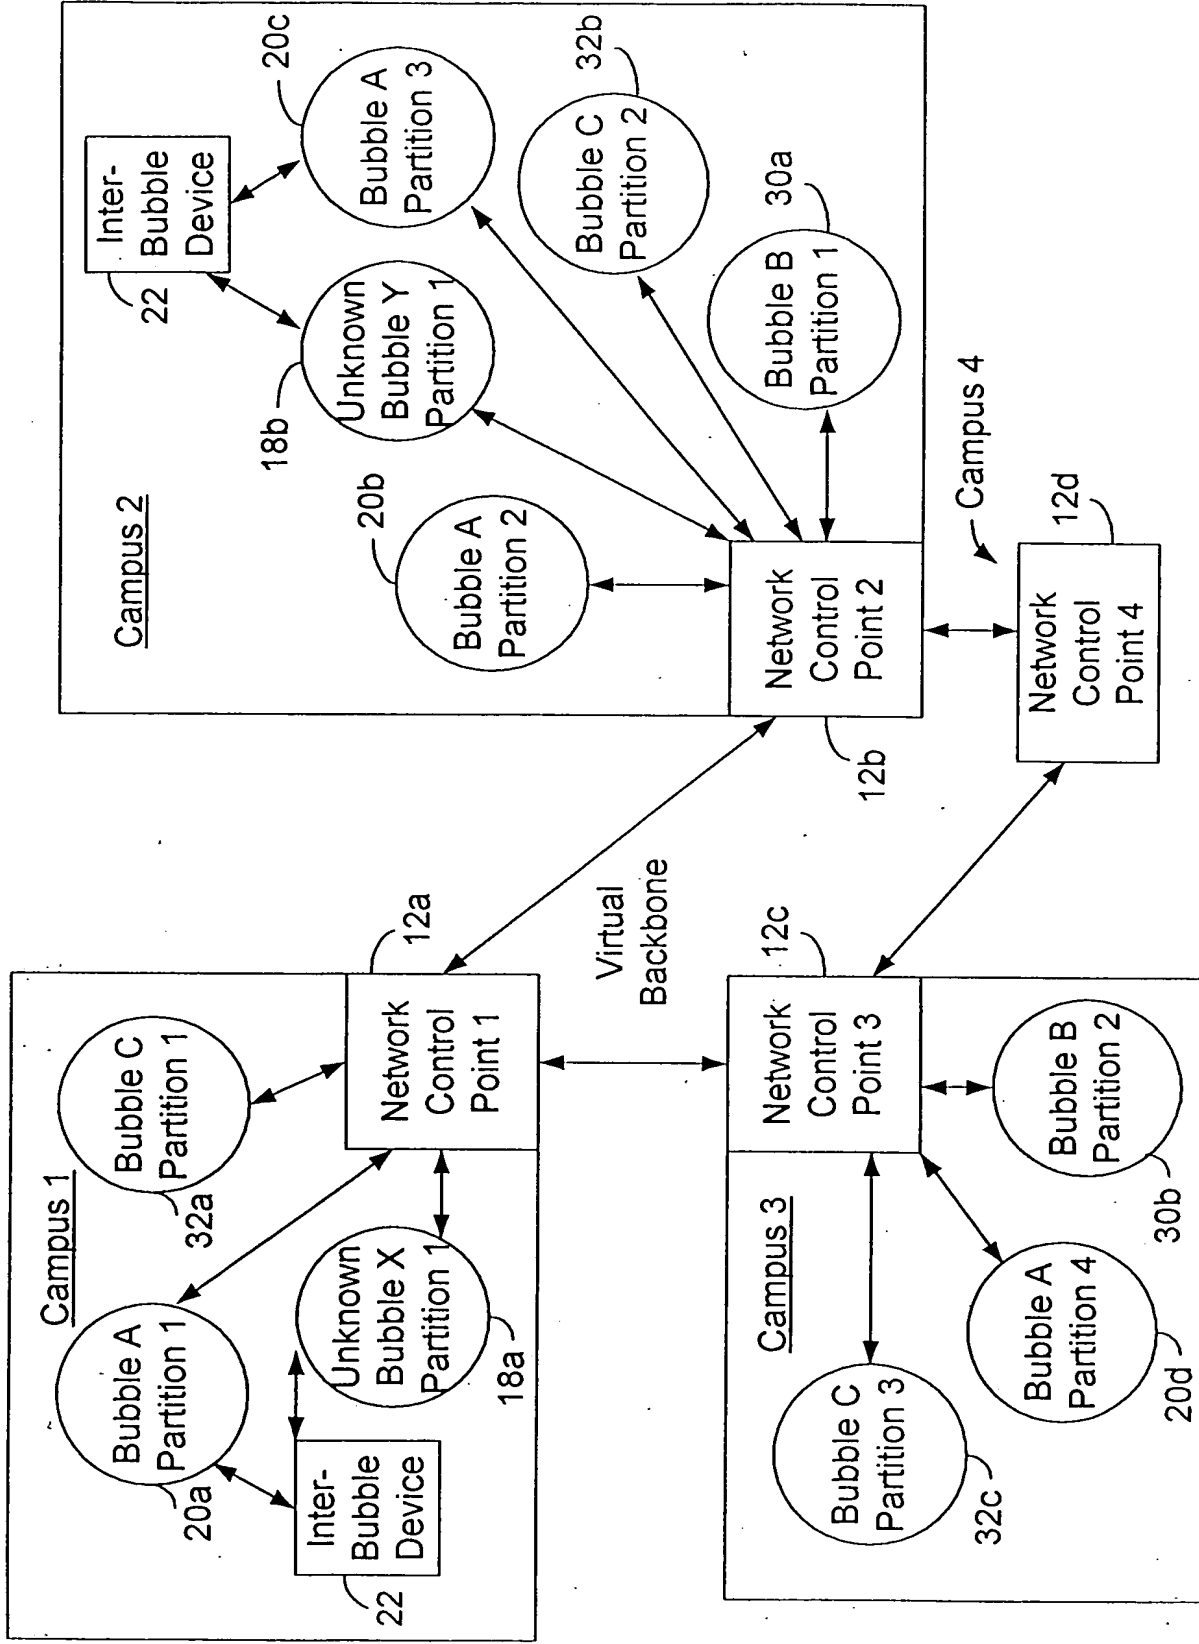 Campus 1
Bubble A
Partition 1
20a
Bubble C
Partition 1
32a
Inter-
Bubble
Device
22
Unknown
Bubble X
Partition 1
18a
Network
Control
Point 1
12a
Virtual
Backbone
Campus 2
Inter-
Bubble
Device
22
Unknown
Bubble Y
Partition 1
18b
Bubble A
Partition 3
20c
Bubble A
Partition 2
20b
Bubble C
Partition 2
32b
Bubble B
Partition 1
30a
Network
Control
Point 2
12b
Campus 3
Bubble C
Partition 3
32c
Bubble A
Partition 4
20d
Bubble B
Partition 2
30b
Network
Control
Point 3
12c
Campus 4
Network
Control
Point 4
12d